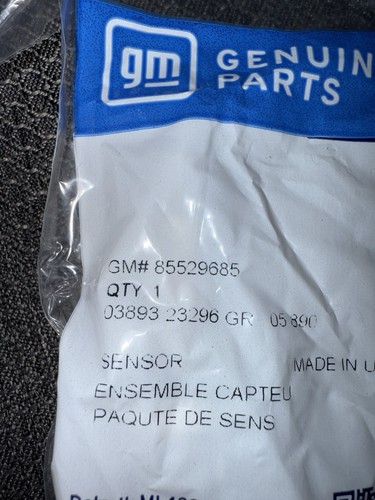 gm GENUIN
PARTS
GM# 85529685
QTY 1
03893 23296 GR 05890
SENSOR MADE IN U
ENSEMBLE CAPTEU
PAQUTE DE SENS